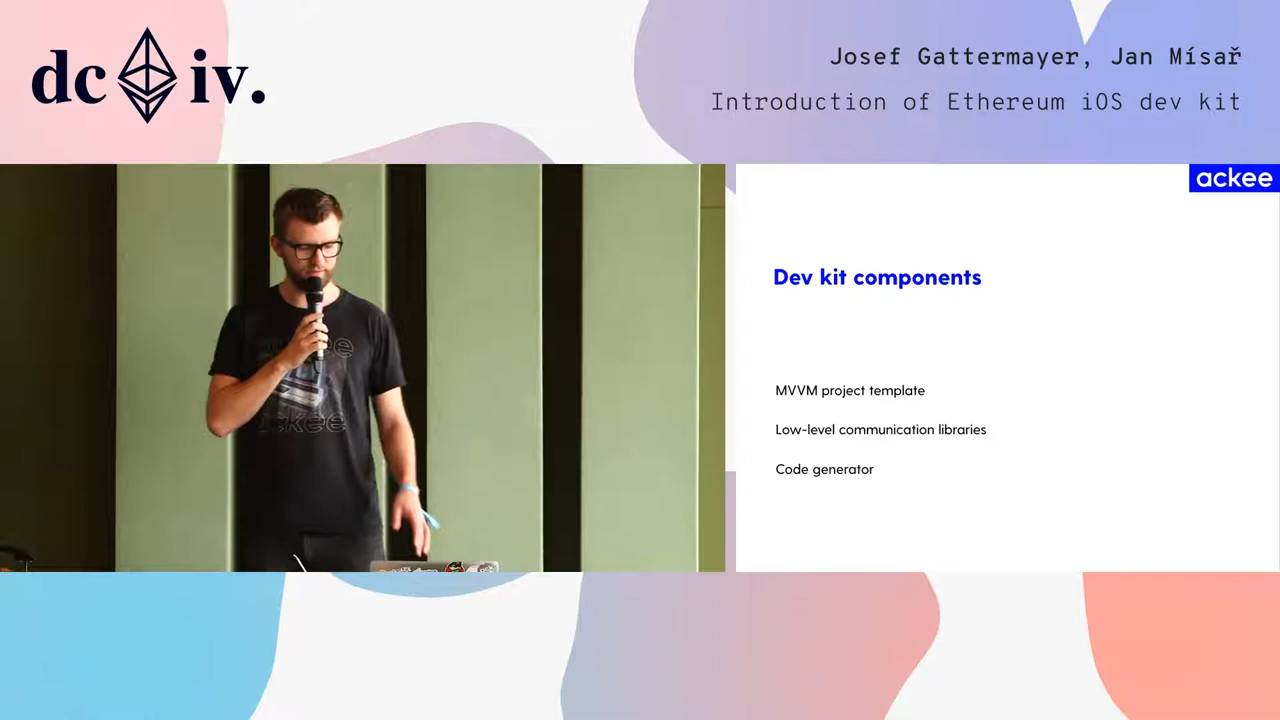 dc iv.
Josef Gattermayer, Jan Mísař
Introduction of Ethereum iOS dev kit
ackee
Dev kit components
MVVM project template
Low-level communication libraries
Code generator
ackee